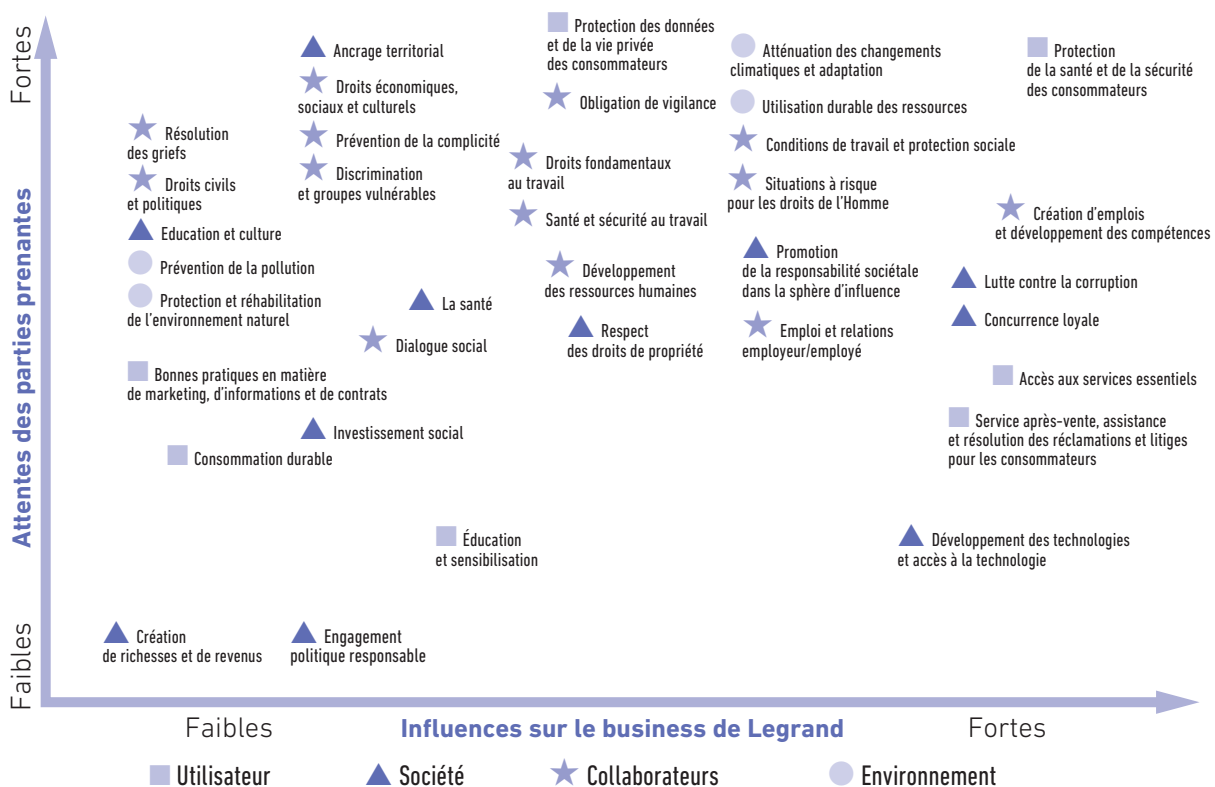 Fortes
Attentes des parties prenantes
Faibles
Ancrage territorial
Droits économiques,
sociaux et culturels
Prévention de la complicité
Discrimination
et groupes vulnérables
Résolution
des griefs
Droits civils
et politiques
Education et culture
Prévention de la pollution
Protection et réhabilitation
de l'environnement naturel
La santé
Dialogue social
Bonnes pratiques en matière
de marketing, d'informations et de contrats
Investissement social
Consommation durable
Éducation
et sensibilisation
Création
de richesses et de revenus
Engagement
politique responsable
Protection des données
et de la vie privée
des consommateurs
Obligation de vigilance
Droits fondamentaux
au travail
Santé et sécurité au travail
Développement
des ressources humaines
Respect
des droits de propriété
Atténuation des changements
climatiques et adaptation
Utilisation durable des ressources
Conditions de travail et protection sociale
Situations à risque
pour les droits de l'Homme
Promotion
de la responsabilité sociétale
dans la sphère d'influence
Emploi et relations
employeur/employé
Protection
de la santé et de la sécurité
des consommateurs
Création d'emplois
et développement des compétences
Lutte contre la corruption
Concurrence loyale
Accès aux services essentiels
Service après-vente, assistance
et résolution des réclamations et litiges
pour les consommateurs
Développement des technologies
et accès à la technologie
Faibles
Influences sur le business de Legrand
Fortes
Utilisateur
Société
Collaborateurs
Environnement